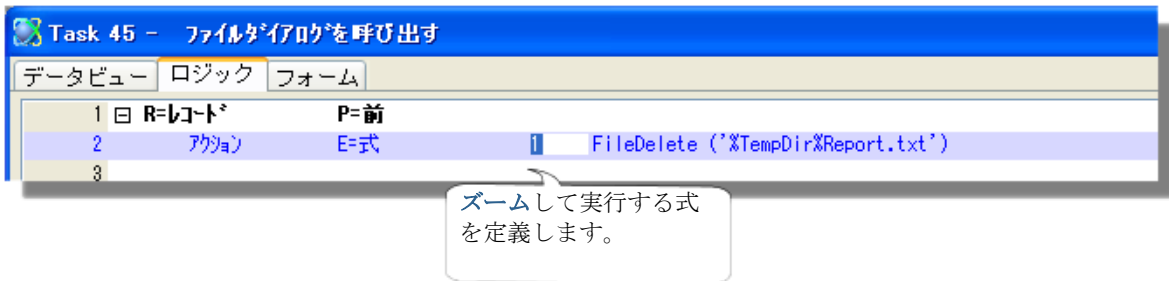 Task 45 - ﾌｧｲﾙﾀﾞｲｱﾛｸﾞを呼び出す
データビュー ロジック フォーム
1 R=ﾚｺｰﾄﾞ P=前
2 ｱｸｼｮﾝ E=式 1 FileDelete ('%TempDir%Report.txt')
3
ズームして実行する式
を定義します。